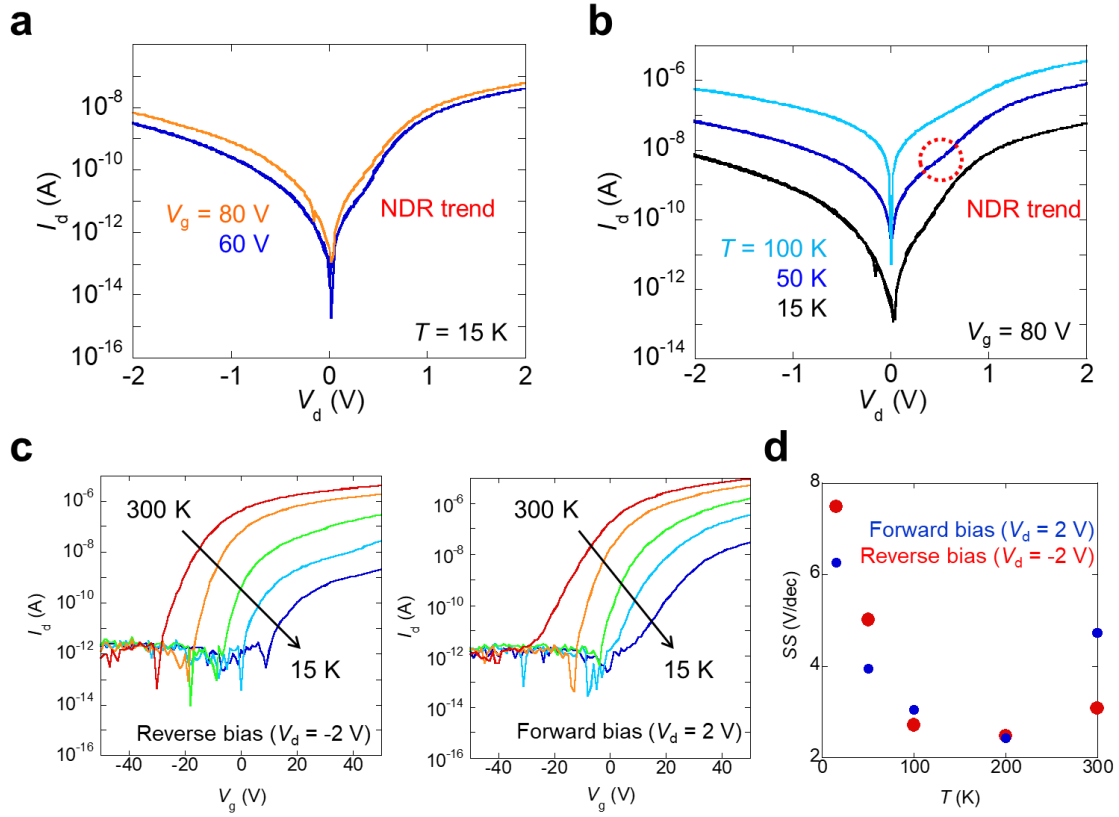 a
I_d (A)
10^-8
10^-10
10^-12
10^-14
10^-16
V_g = 80 V
60 V
NDR trend
T = 15 K
-2
-1
0
1
2
V_d (V)
b
I_d (A)
10^-6
10^-8
10^-10
10^-12
10^-14
NDR trend
T = 100 K
50 K
15 K
V_g = 80 V
-2
-1
0
1
2
V_d (V)
c
I_d (A)
10^-6
10^-8
10^-10
10^-12
10^-14
10^-16
300 K
15 K
Reverse bias (V_d = -2 V)
-40
-20
0
20
40
V_g (V)
I_d (A)
10^-6
10^-8
10^-10
10^-12
10^-14
10^-16
300 K
15 K
Forward bias (V_d = 2 V)
-40
-20
0
20
40
V_g (V)
d
SS (V/dec)
8
6
4
2
Forward bias (V_d = 2 V)
Reverse bias (V_d = -2 V)
0
100
200
300
T (K)